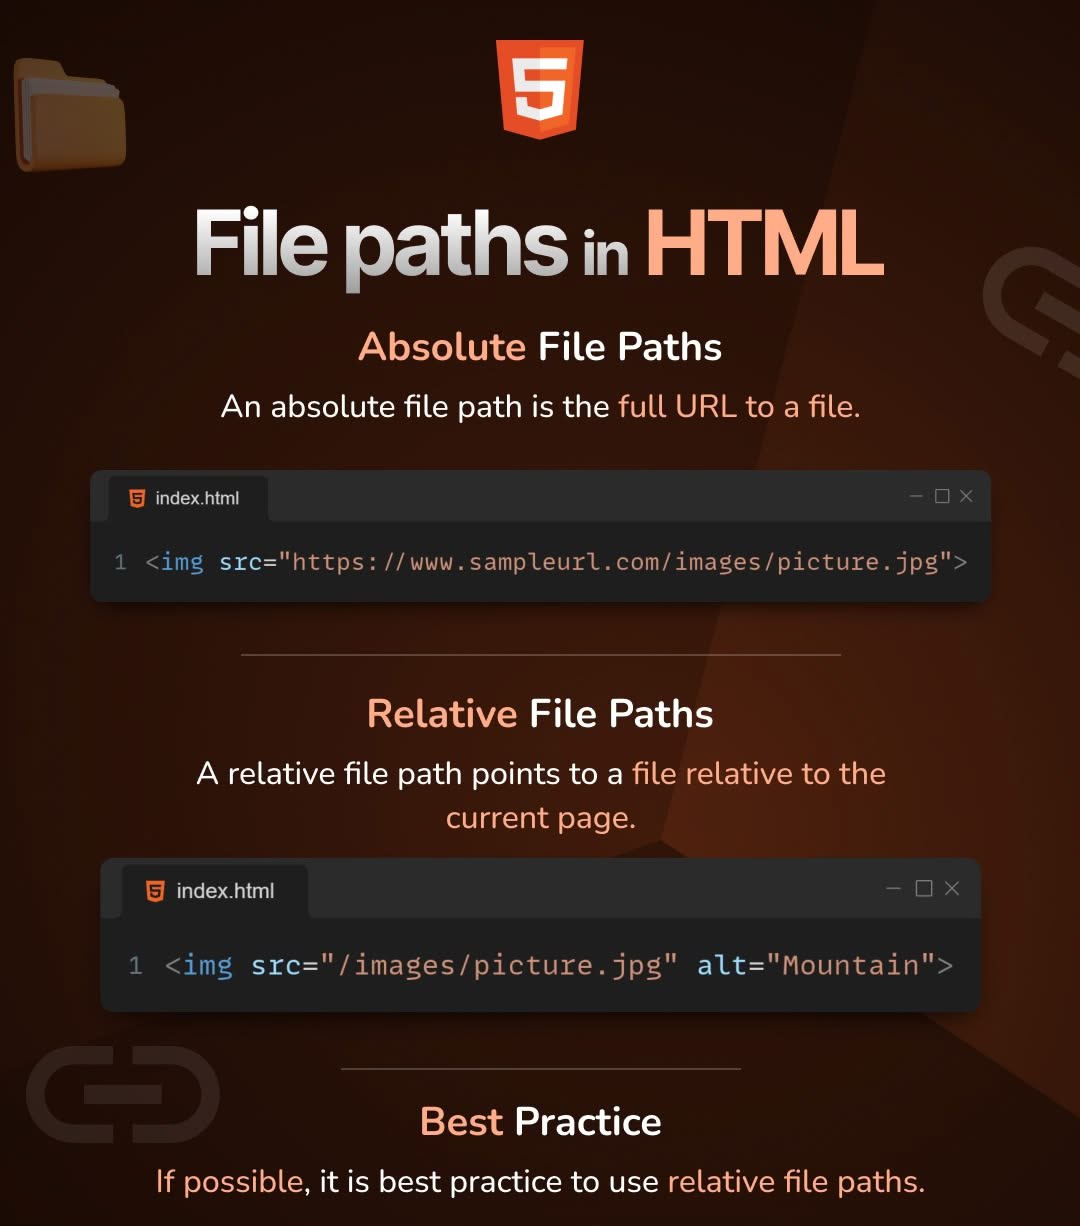 5
File paths in HTML
Absolute File Paths
An absolute file path is the full URL to a file.
5 index.html
1 <img src="https://www.sampleurl.com/images/picture.jpg">
Relative File Paths
A relative file path points to a file relative to the
current page.
5 index.html
1 <img src="/images/picture.jpg" alt="Mountain">
Best Practice
If possible, it is best practice to use relative file paths.